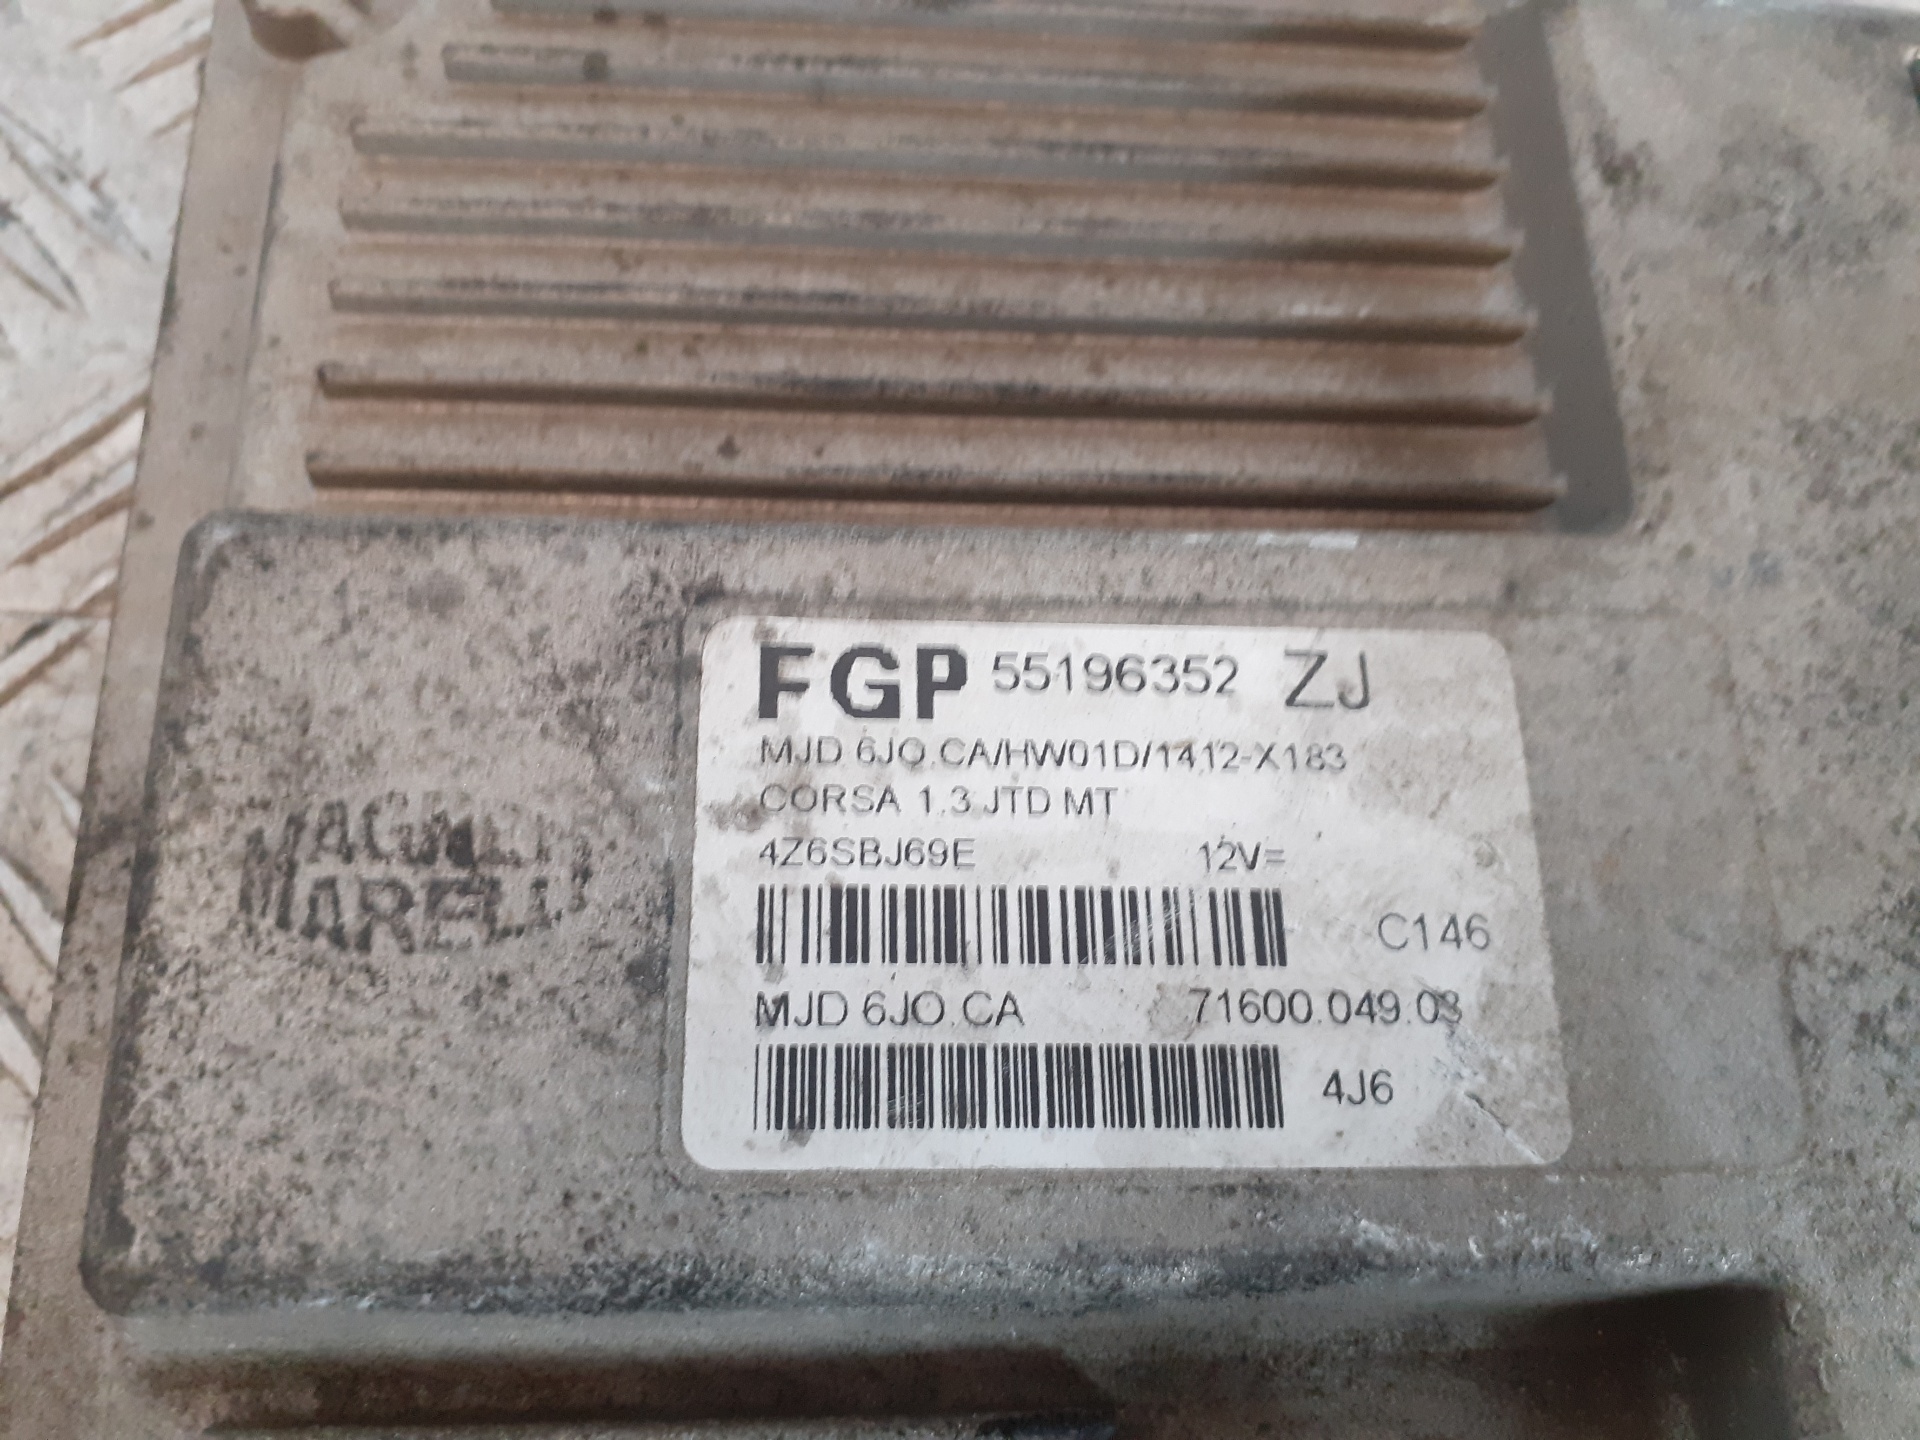 FGP 55196352 ZJ
MJD 6JO.CA/HW01D/1412-X183
CORSA 1.3 JTD MT
4Z6SBJ69E 12V=
C146
MJD 6JO.CA 71600.049.03
4J6
MAGNETI
MARELLI